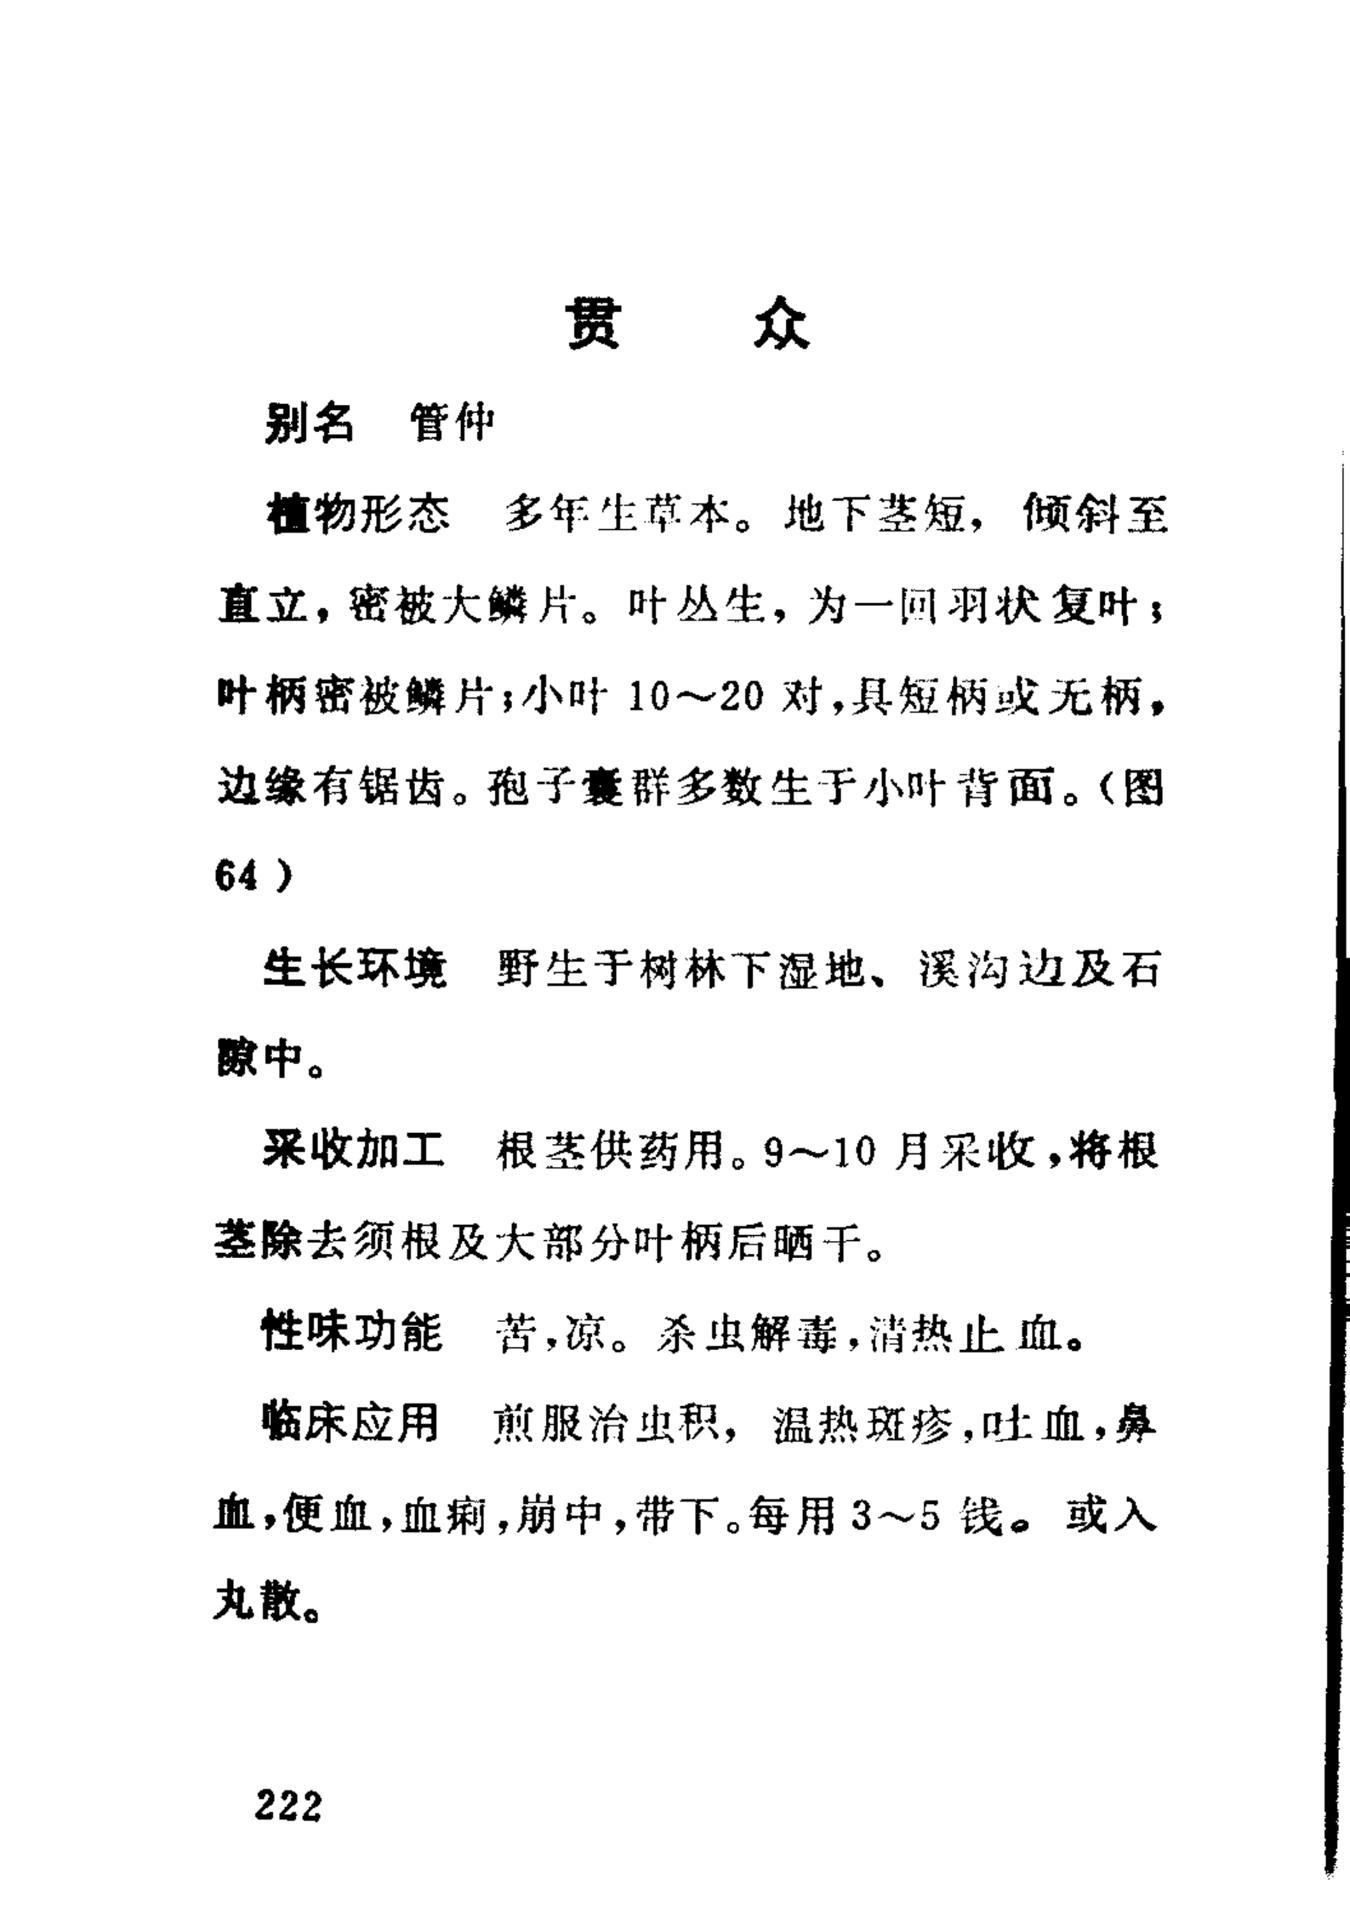 贯 众
别名 管仲
植物形态 多年生草本。地下茎短，倾斜至
直立，密被大鳞片。叶丛生，为一回羽状复叶；
叶柄密被鳞片；小叶 10～20 对，具短柄或无柄，
边缘有锯齿。孢子囊群多数生于小叶背面。（图
64）
生长环境 野生于树林下湿地、溪沟边及石
隙中。
采收加工 根茎供药用。9～10 月采收，将根
茎除去须根及大部分叶柄后晒干。
性味功能 苦，凉。杀虫解毒，清热止血。
临床应用 煎服治虫积，温热斑疹，吐血，鼻
血，便血，血痢，崩中，带下。每用 3～5 钱。或入
丸散。
222